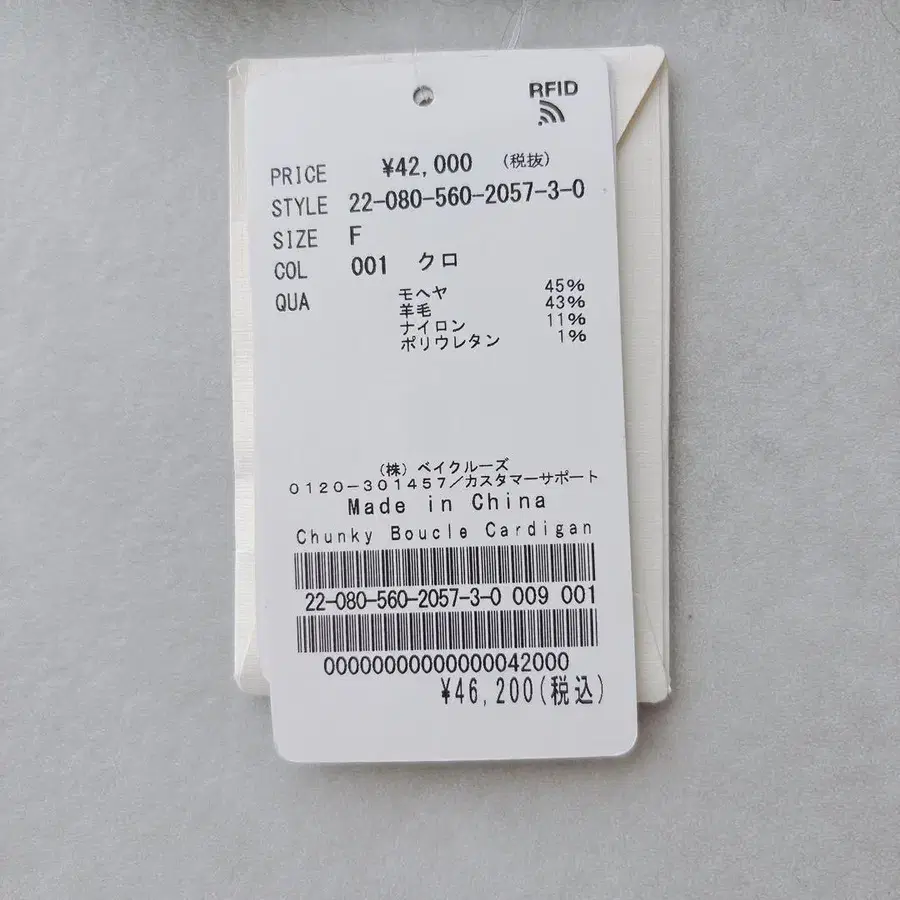 RFID
PRICE ¥42,000 (税抜)
STYLE 22-080-560-2057-3-0
SIZE F
COL 001 クロ
QUA モヘヤ 45%
羊毛 43%
ナイロン 11%
ポリウレタン 1%
(株) ベイクルーズ
0120-301457/カスタマーサポート
Made in China
Chunky Boucle Cardigan
22-080-560-2057-3-0 009 001
00000000000000042000
¥46,200(税込)